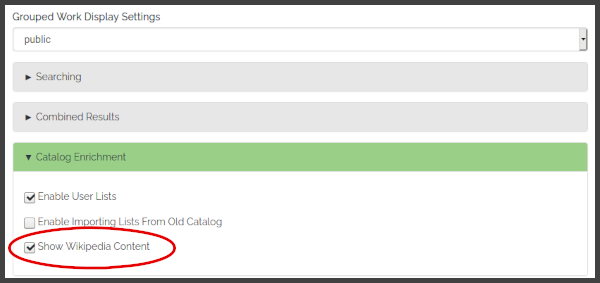 Grouped Work Display Settings
public
► Searching
► Combined Results
▼ Catalog Enrichment
Enable User Lists
Enable Importing Lists From Old Catalog
Show Wikipedia Content